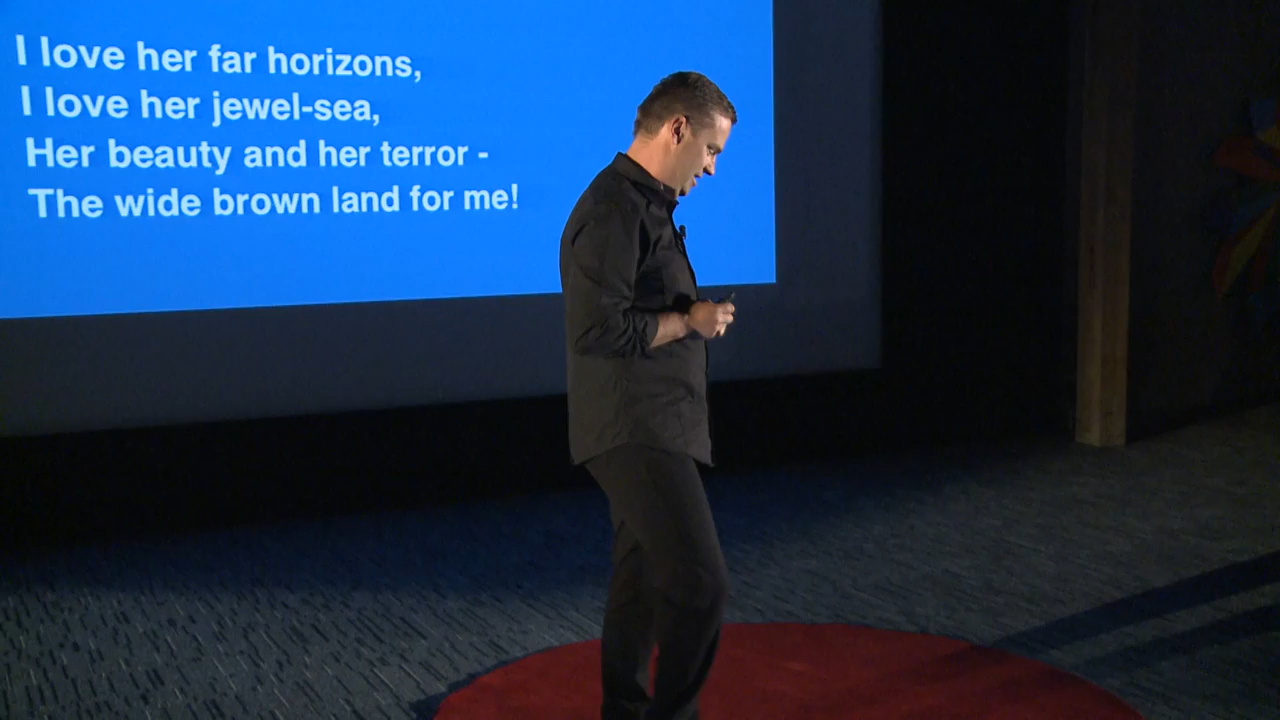 I love her far horizons,
I love her jewel-sea,
Her beauty and her terror -
The wide brown land for me!